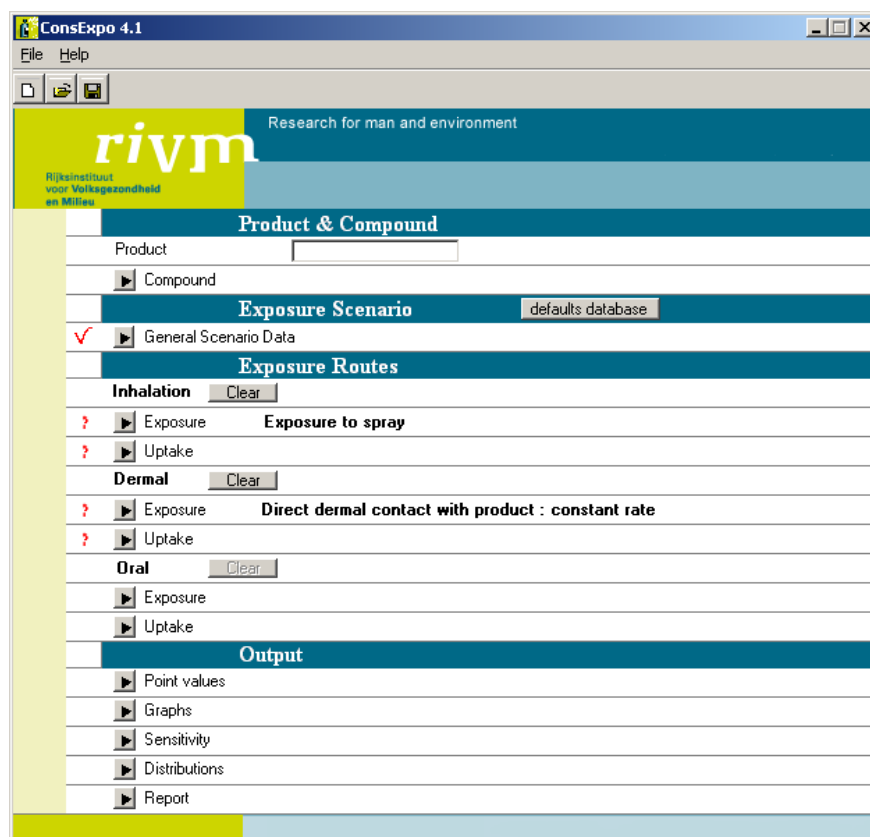 ConsExpo 4.1
File Help
Research for man and environment
rivm
Rijksinstituut
voor Volksgezondheid
en Milieu
Product & Compound
Product
Compound
Exposure Scenario defaults database
General Scenario Data
Exposure Routes
Inhalation Clear
? Exposure Exposure to spray
? Uptake
Dermal Clear
? Exposure Direct dermal contact with product : constant rate
? Uptake
Oral Clear
Exposure
Uptake
Output
Point values
Graphs
Sensitivity
Distributions
Report